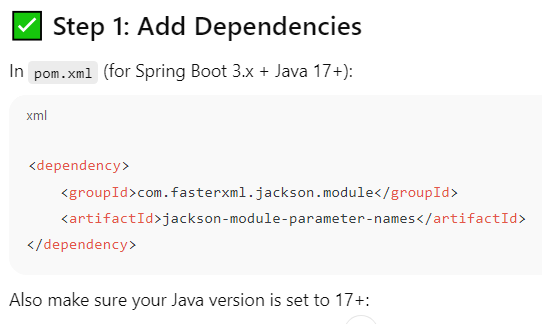 ✅ Step 1: Add Dependencies
In pom.xml (for Spring Boot 3.x + Java 17+):
xml
<dependency>
    <groupId>com.fasterxml.jackson.module</groupId>
    <artifactId>jackson-module-parameter-names</artifactId>
</dependency>
Also make sure your Java version is set to 17+: